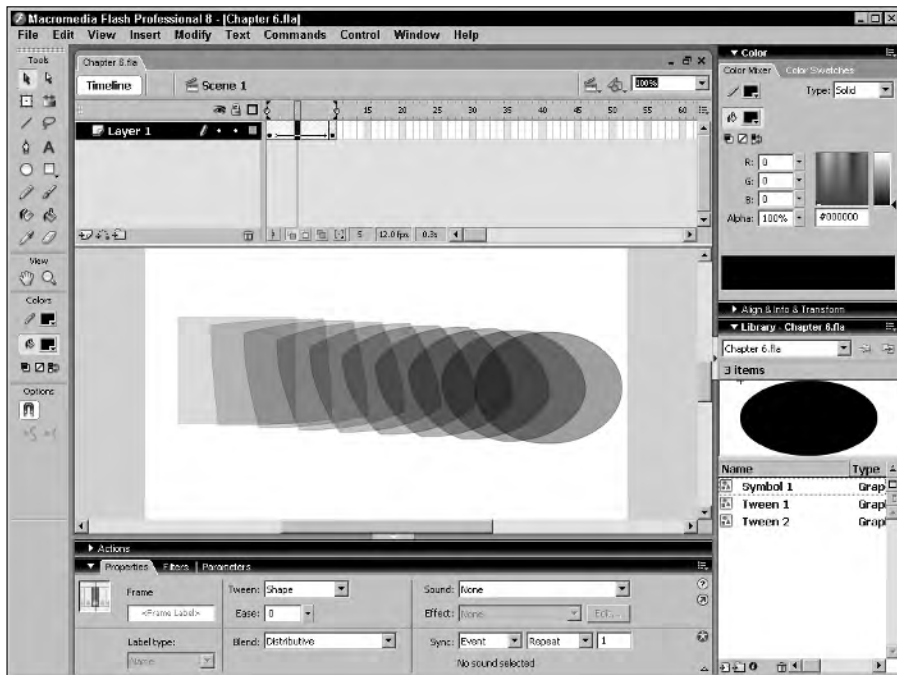 Macromedia Flash Professional 8 - [Chapter 6.fla]
File Edit View Insert Modify Text Commands Control Window Help
Tools
View
Colors
Options
Chapter 6.fla
Timeline
Scene 1
100%
5 10 15 20 25 30 35 40 45 50 55 60
Layer 1
5 12.0 fps 0.3s
Actions
Properties Filters Parameters
Frame
<Frame Label>
Label type:
Name
Tween: Shape
Ease: 0
Blend: Distributive
Sound: None
Effect: None Edit...
Sync: Event Repeat 1
No sound selected
Color
Color Mixer Color Swatches
Type: Solid
R: 0
G: 0
B: 0
Alpha: 100% #000000
Align & Info & Transform
Library - Chapter 6.fla
Chapter 6.fla
3 items
Name Type
Symbol 1 Grap
Tween 1 Grap
Tween 2 Grap